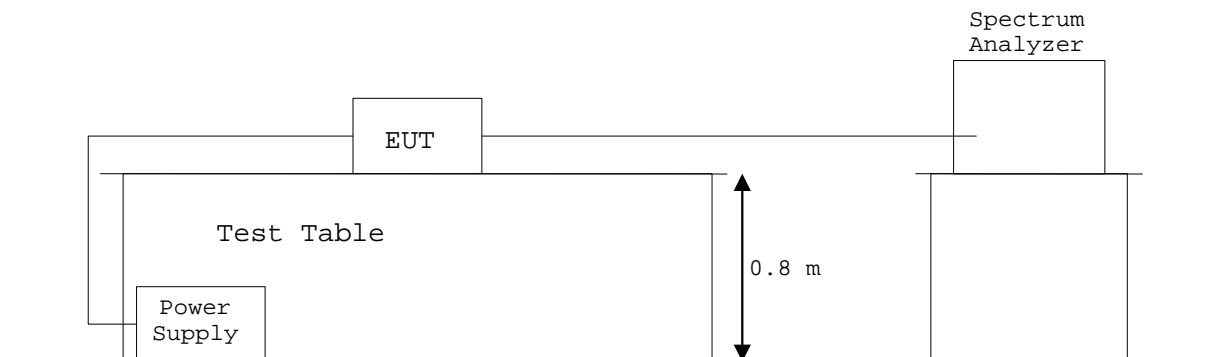 Spectrum
Analyzer
EUT
Test Table
0.8 m
Power
Supply